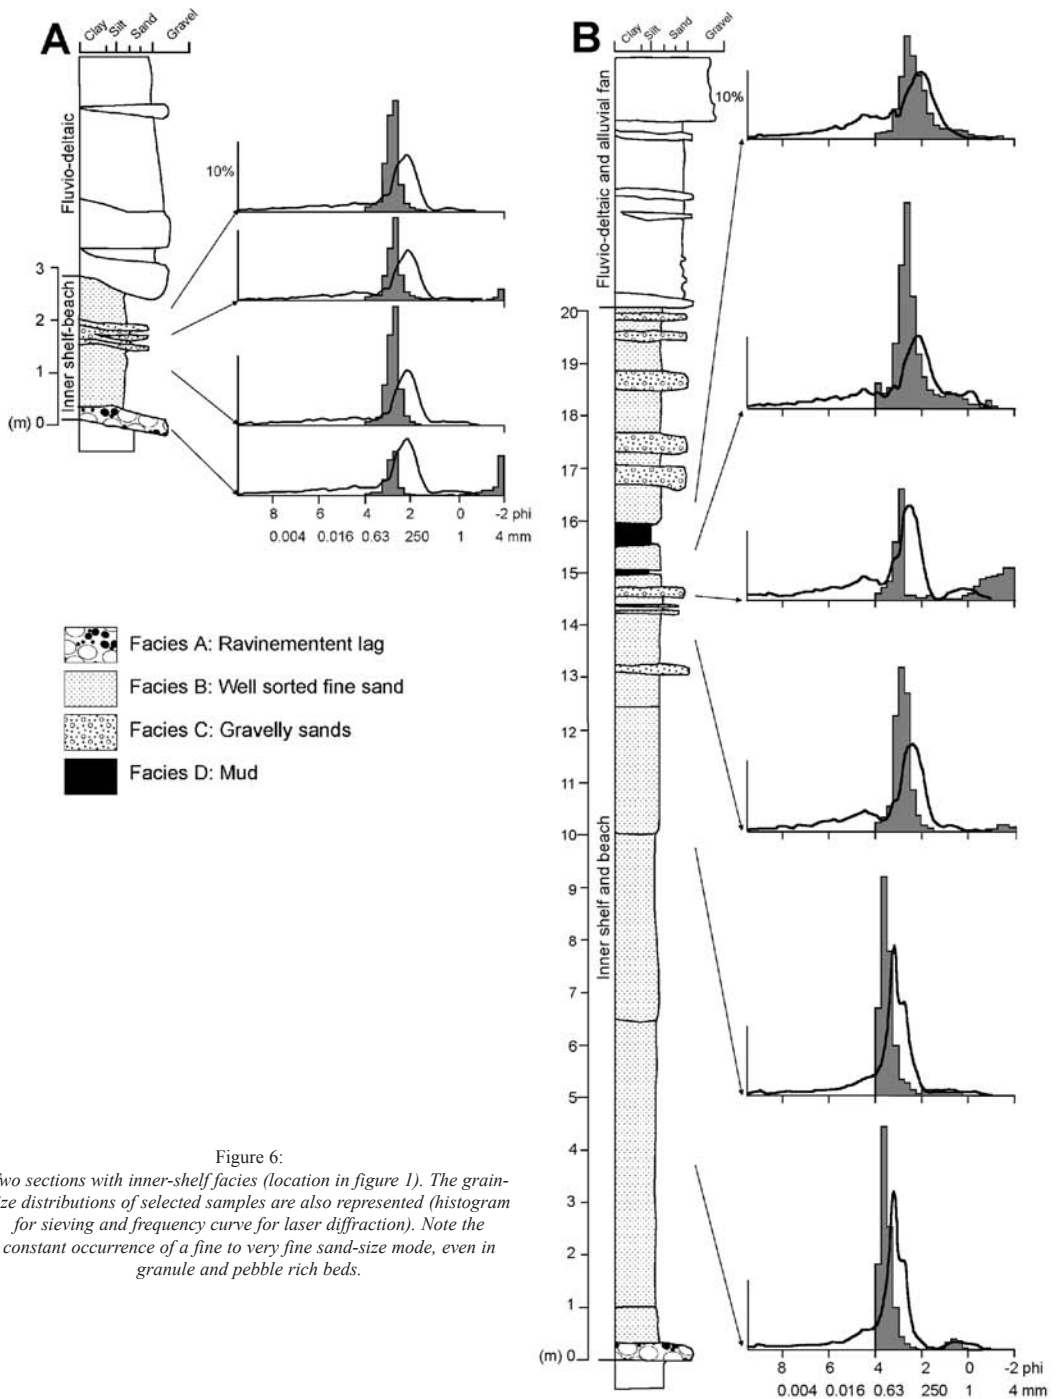 A
Clay Silt Sand Gravel
Fluvio-deltaic
Inner shelf-beach
3
2
1
(m) 0
10%
8 6 4 2 0 -2 phi
0.004 0.016 0.63 250 1 4 mm
Facies A: Ravinementent lag
Facies B: Well sorted fine sand
Facies C: Gravelly sands
Facies D: Mud
B
Clay Silt Sand Gravel
Fluvio-deltaic and alluvial fan
Inner shelf and beach
20
19
18
17
16
15
14
13
12
11
10
9
8
7
6
5
4
3
2
1
(m) 0
10%
8 6 4 2 0 -2 phi
0.004 0.016 0.63 250 1 4 mm
Figure 6:
wo sections with inner-shelf facies (location in figure 1). The grain-
ze distributions of selected samples are also represented (histogram
for sieving and frequency curve for laser diffraction). Note the
constant occurrence of a fine to very fine sand-size mode, even in
granule and pebble rich beds.